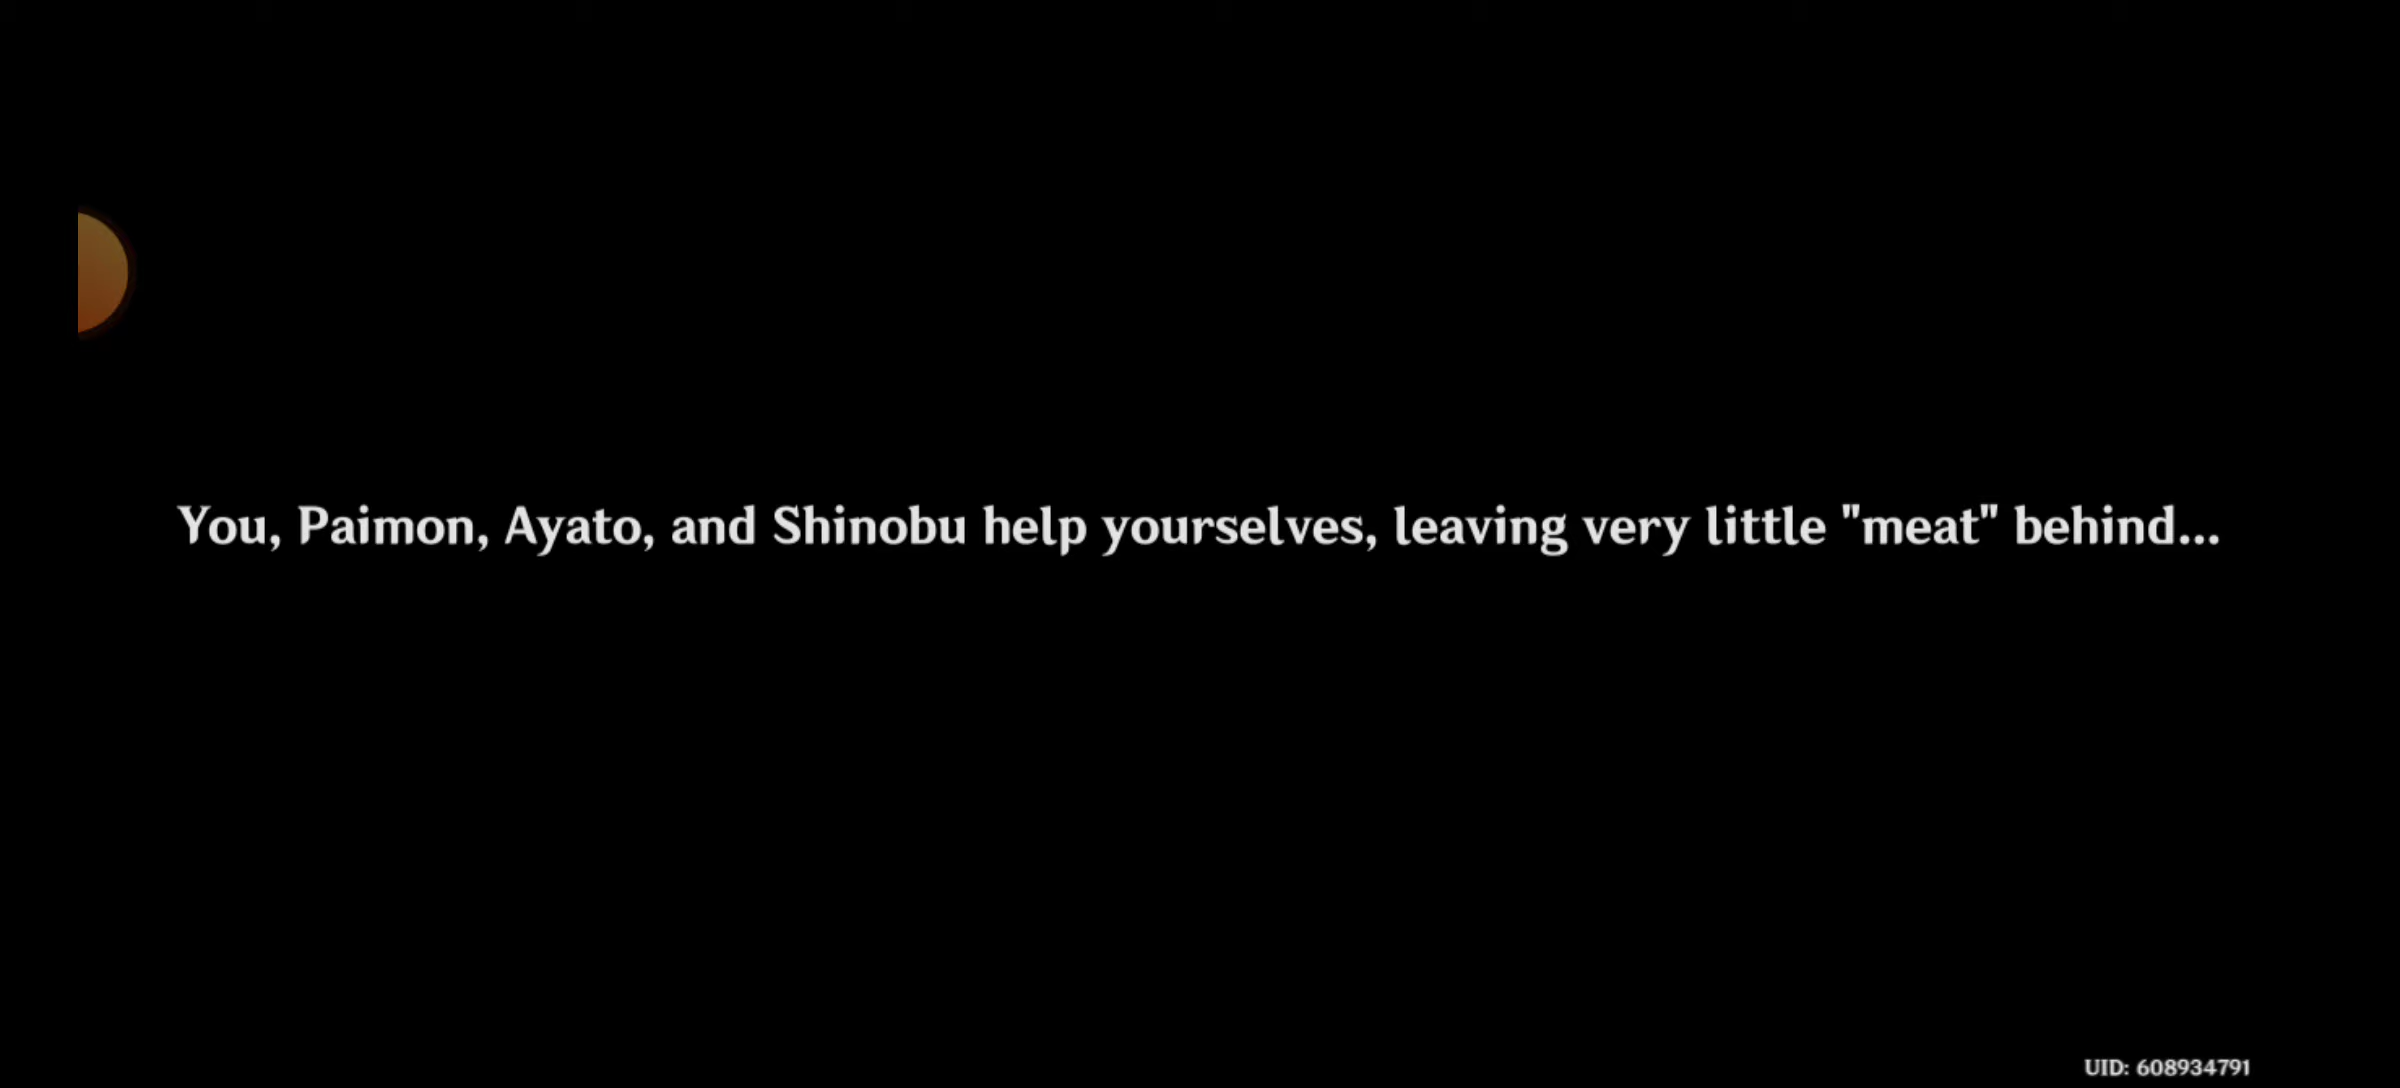 You, Paimon, Ayato, and Shinobu help yourselves, leaving very little "meat" behind...
UID: 608934791